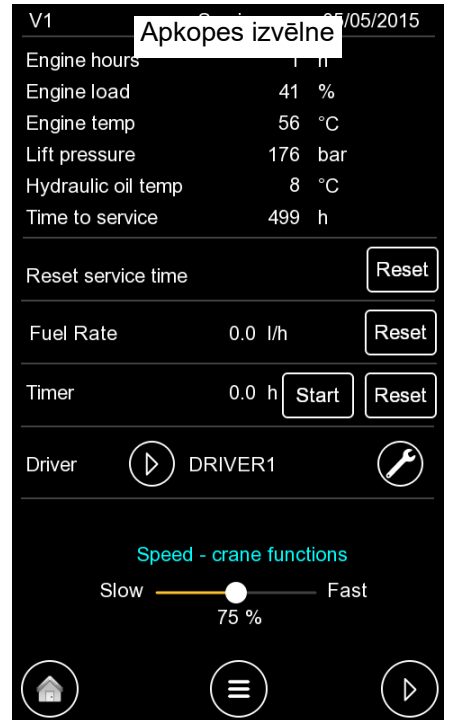 V1 05/05/2015
Apkopes izvēlne
Engine hours 1 h
Engine load 41 %
Engine temp 56 °C
Lift pressure 176 bar
Hydraulic oil temp 8 °C
Time to service 499 h
Reset service time Reset
Fuel Rate 0.0 l/h Reset
Timer 0.0 h Start Reset
Driver DRIVER1
Speed - crane functions
Slow Fast
75 %